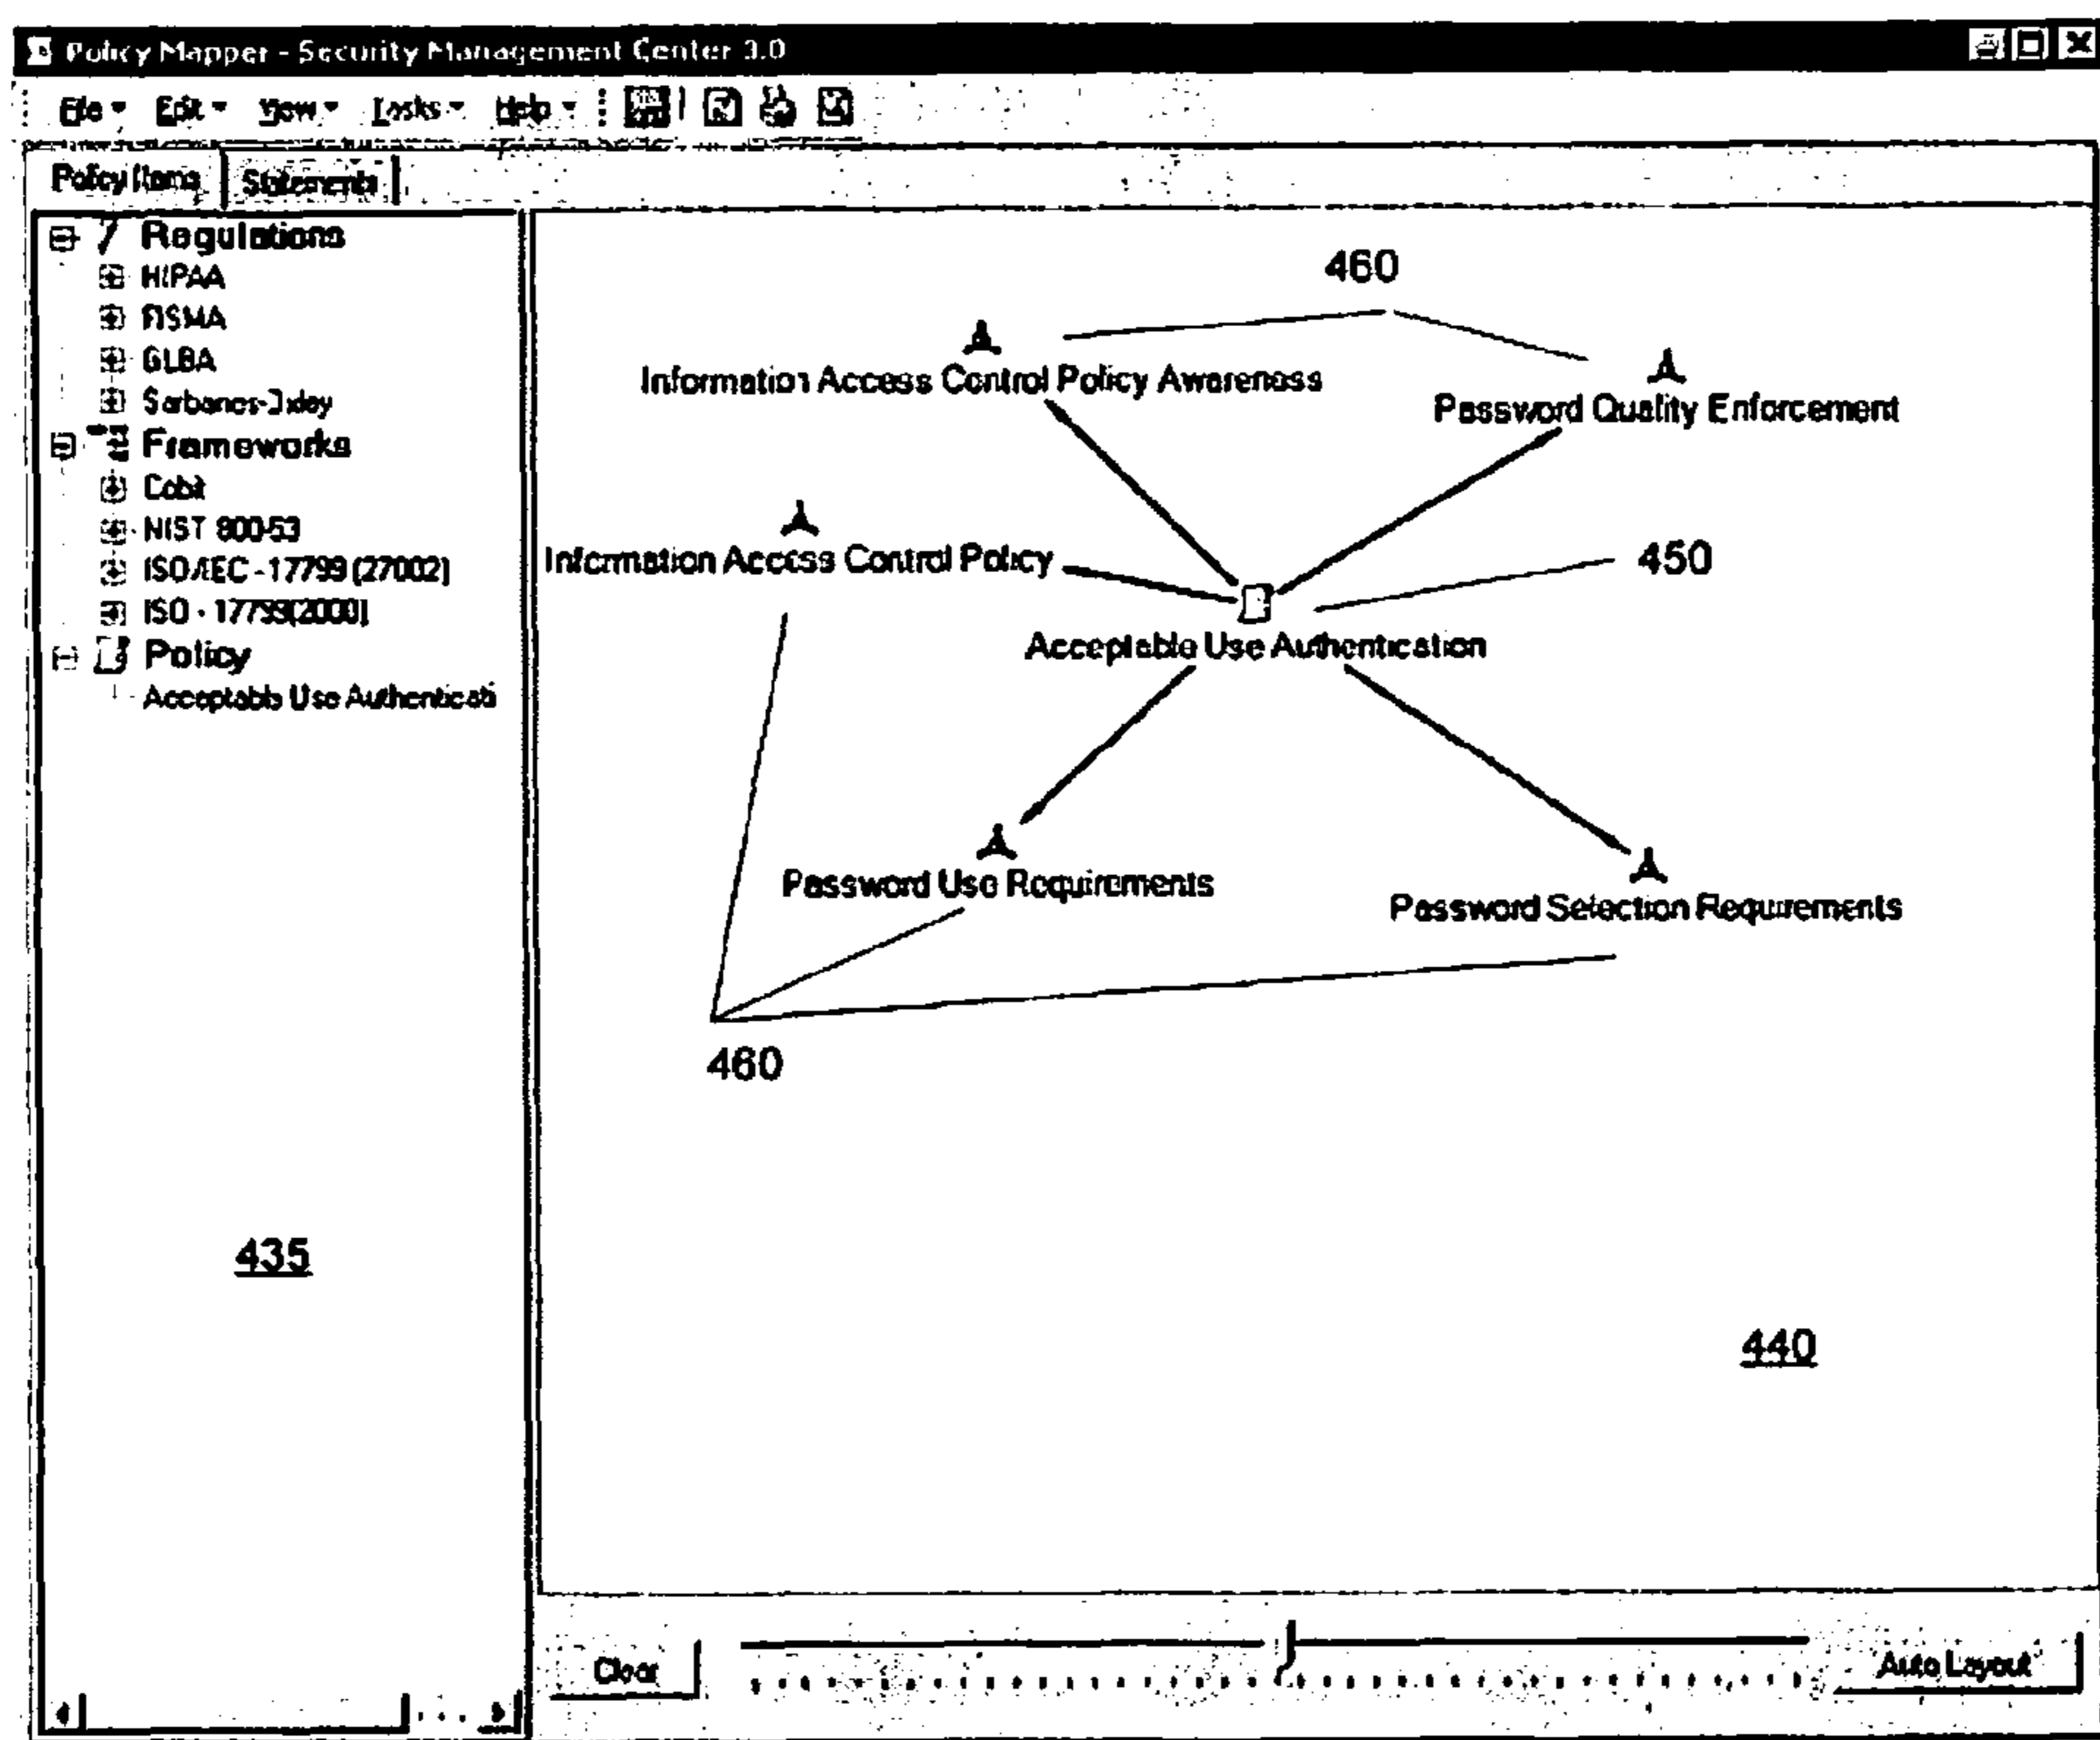 Policy Mapper - Security Management Center 3.0
File Edit View Tasks Help
Policy Items Statements
Regulations
HIPAA
FISMA
GLBA
Sarbanes-Oxley
Frameworks
Cobit
NIST 800-53
ISO/IEC - 17799 (27002)
ISO - 17799(2000)
Policy
Acceptable Use Authenticati
460
Information Access Control Policy Awareness
Password Quality Enforcement
Information Access Control Policy
450
Acceptable Use Authentication
Password Use Requirements
Password Selection Requirements
460
435
440
Clear
Auto Layout